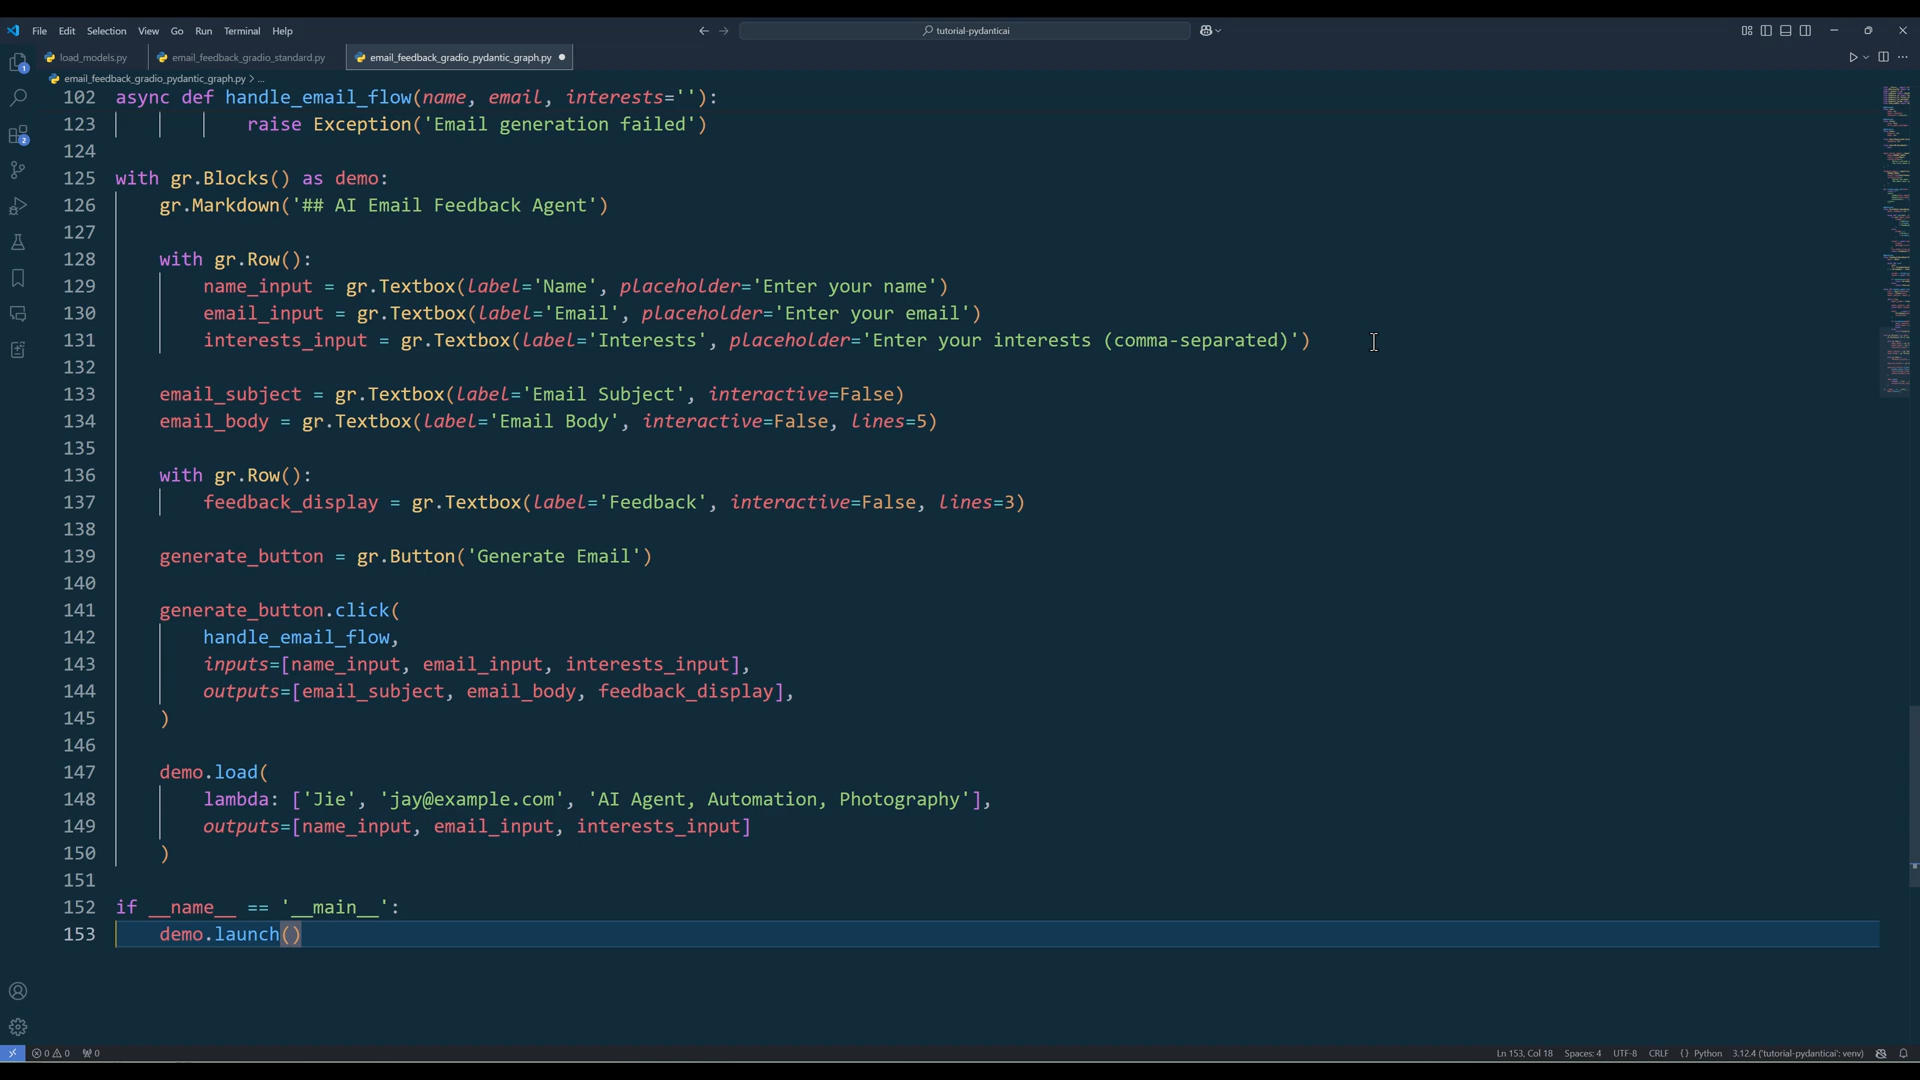 File Edit Selection View Go Run Terminal Help
tutorial-pydanticai
load_models.py email_feedback_gradio_standard.py email_feedback_gradio_pydantic_graph.py
email_feedback_gradio_pydantic_graph.py > ...
102 async def handle_email_flow(name, email, interests=''):
123 raise Exception('Email generation failed')
124
125 with gr.Blocks() as demo:
126 gr.Markdown('## AI Email Feedback Agent')
127
128 with gr.Row():
129 name_input = gr.Textbox(label='Name', placeholder='Enter your name')
130 email_input = gr.Textbox(label='Email', placeholder='Enter your email')
131 interests_input = gr.Textbox(label='Interests', placeholder='Enter your interests (comma-separated)')
132
133 email_subject = gr.Textbox(label='Email Subject', interactive=False)
134 email_body = gr.Textbox(label='Email Body', interactive=False, lines=5)
135
136 with gr.Row():
137 feedback_display = gr.Textbox(label='Feedback', interactive=False, lines=3)
138
139 generate_button = gr.Button('Generate Email')
140
141 generate_button.click(
142 handle_email_flow,
143 inputs=[name_input, email_input, interests_input],
144 outputs=[email_subject, email_body, feedback_display],
145 )
146
147 demo.load(
148 lambda: ['Jie', 'jay@example.com', 'AI Agent, Automation, Photography'],
149 outputs=[name_input, email_input, interests_input]
150 )
151
152 if __name__ == '__main__':
153 demo.launch()
1
2
0 0 0 Ln 153, Col 18 Spaces: 4 UTF-8 CRLF {} Python 3.12.4 ('tutorial-pydanticai': venv)